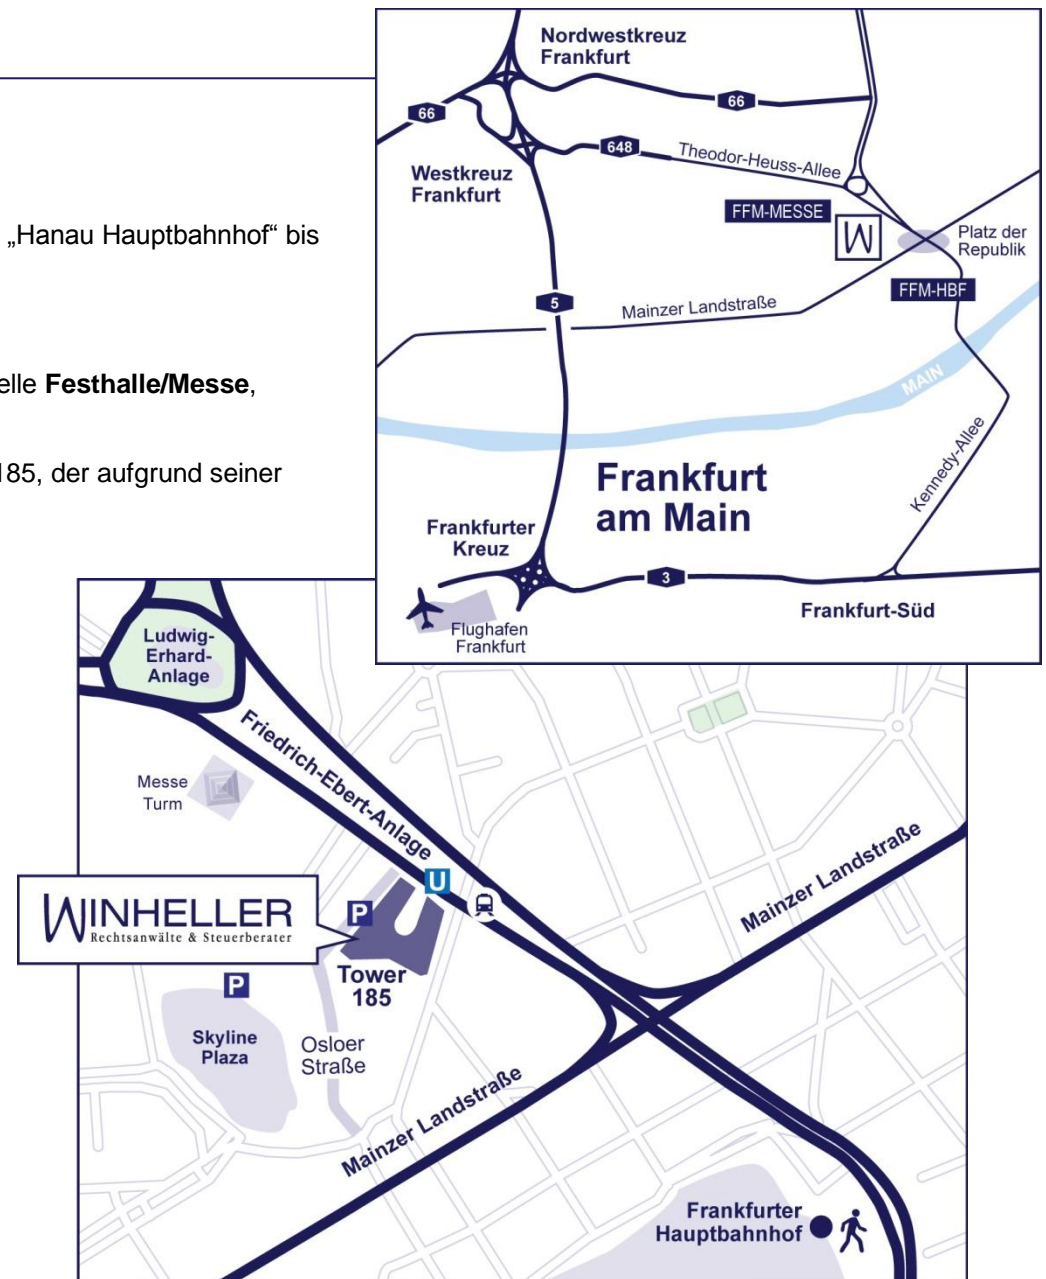 „Hanau Hauptbahnhof“ bis
elle Festhalle/Messe,
185, der aufgrund seiner
Nordwestkreuz
Frankfurt
66
66
648
Theodor-Heuss-Allee
Westkreuz
Frankfurt
FFM-MESSE
W
Platz der
Republik
FFM-HBF
5
Mainzer Landstraße
MAIN
Kennedy-Allee
Frankfurt
am Main
Frankfurter
Kreuz
3
Frankfurt-Süd
Flughafen
Frankfurt
Ludwig-
Erhard-
Anlage
Friedrich-Ebert-Anlage
Messe
Turm
Mainzer Landstraße
U
P
WINHELLER
Rechtsanwälte & Steuerberater
Tower
185
P
Skyline
Plaza
Osloer
Straße
Mainzer Landstraße
Frankfurter
Hauptbahnhof